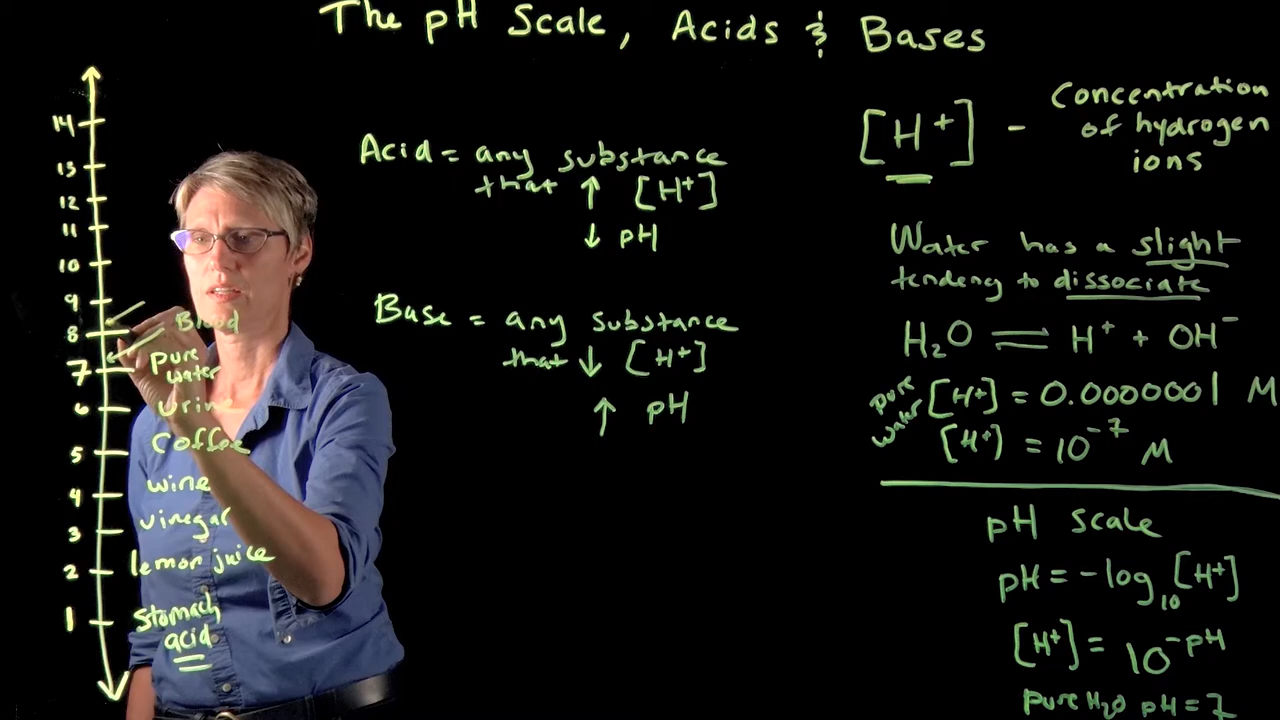 The pH Scale, Acids & Bases
14
13
12
11
10
9
8
7
6
5
4
3
2
1
Blood
pure
water
urine
coffee
wine
vinegar
lemon juice
stomach
acid
Acid = any substance
that ↑ [H⁺]
↓ pH
Base = any substance
that ↓ [H⁺]
↑ pH
[H⁺] - Concentration
of hydrogen
ions
Water has a slight
tendency to dissociate
H₂O ⇌ H⁺ + OH⁻
pure
water
[H⁺] = 0.0000001 M
[H⁺) = 10⁻⁷ M
pH scale
pH = -log₁₀ [H⁺]
[H⁺] = 10⁻ᵖᴴ
pure H₂O pH = 7